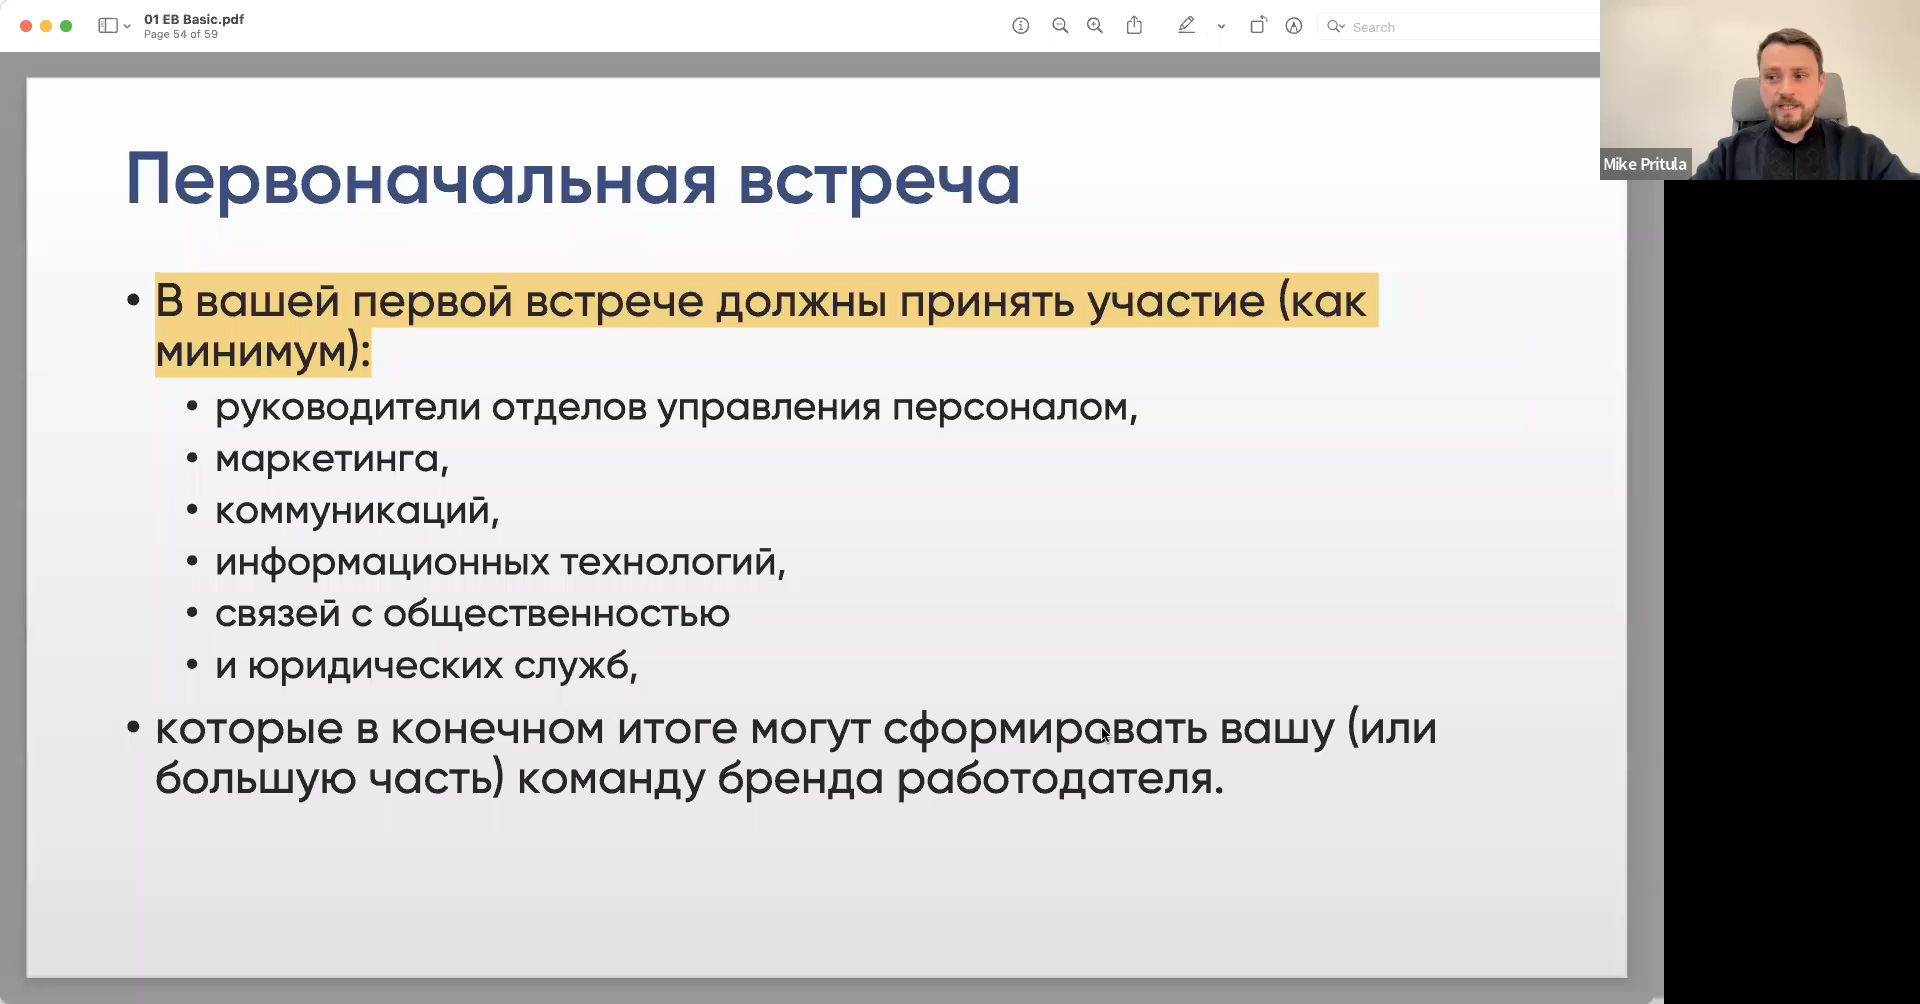 01 EB Basic.pdf
Page 54 of 59
Search
Mike Pritula
Первоначальная встреча
• В вашей первой встрече должны принять участие (как
минимум):
• руководители отделов управления персоналом,
• маркетинга,
• коммуникаций,
• информационных технологий,
• связей с общественностью
• и юридических служб,
• которые в конечном итоге могут сформировать вашу (или
большую часть) команду бренда работодателя.